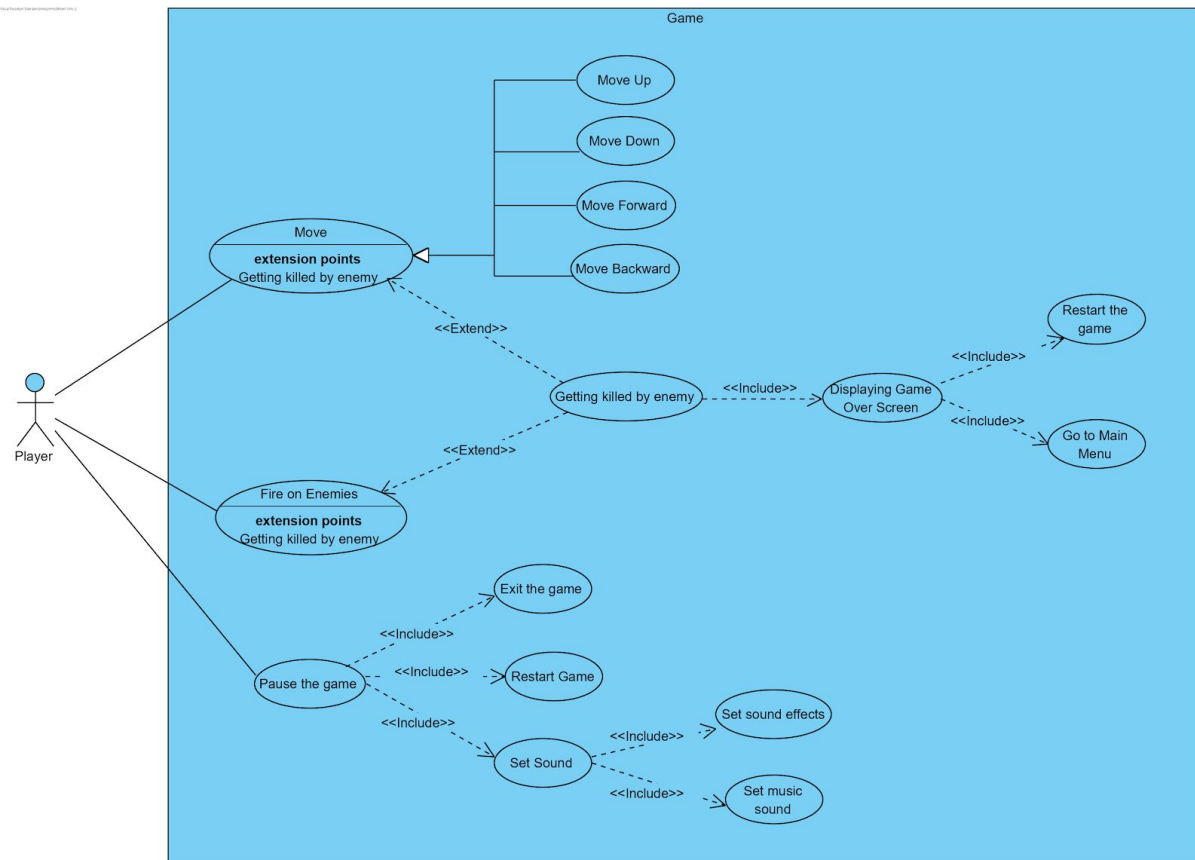 Game
Move Up
Move Down
Move Forward
Move Backward
Move
extension points
Getting killed by enemy
<<Extend>>
Getting killed by enemy
<<Include>>
Displaying Game
Over Screen
<<Include>>
Restart the
game
<<Include>>
Go to Main
Menu
<<Extend>>
Player
Fire on Enemies
extension points
Getting killed by enemy
Exit the game
<<Include>>
<<Include>>
Restart Game
Pause the game
<<Include>>
Set Sound
<<Include>>
Set sound effects
<<Include>>
Set music
sound